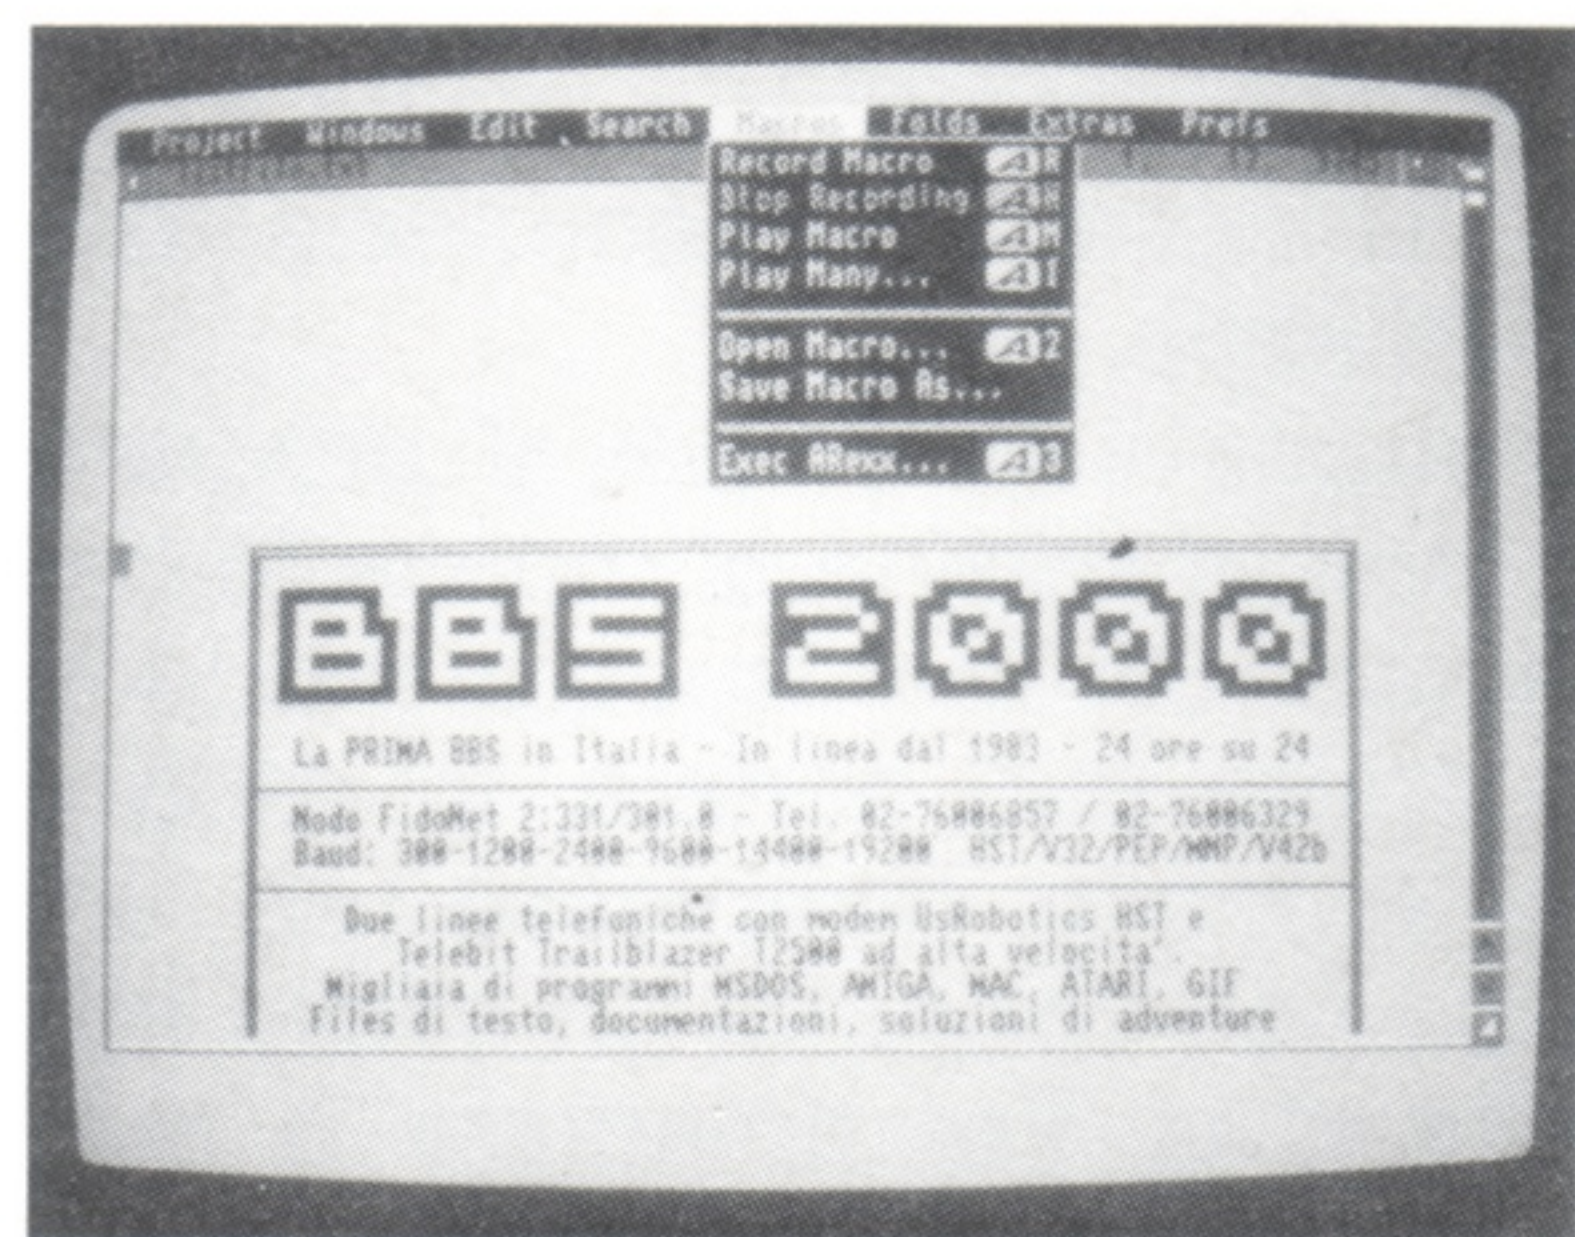 Project Windows Edit Search Macros Folds Extras Prefs
Record Macro A R
Stop Recording A N
Play Macro A M
Play Many... A I
Open Macro... A 2
Save Macro As...
Exec ARexx... A 3
BBS 2000
La PRIMA BBS in Italia - In linea dal 1983 - 24 ore su 24
Nodo FidoNet 2:331/301.0 - Tel. 02-76006857 / 02-76006329
Baud: 300-1200-2400-9600-14400-19200 HST/V32/PEP/MNP/V42b
Due linee telefoniche con modem UsRobotics HST e
Telebit Trailblazer T2500 ad alta velocita'.
Migliaia di programmi MSDOS, AMIGA, MAC, ATARI, GIF
Files di testo, documentazioni, soluzioni di adventure